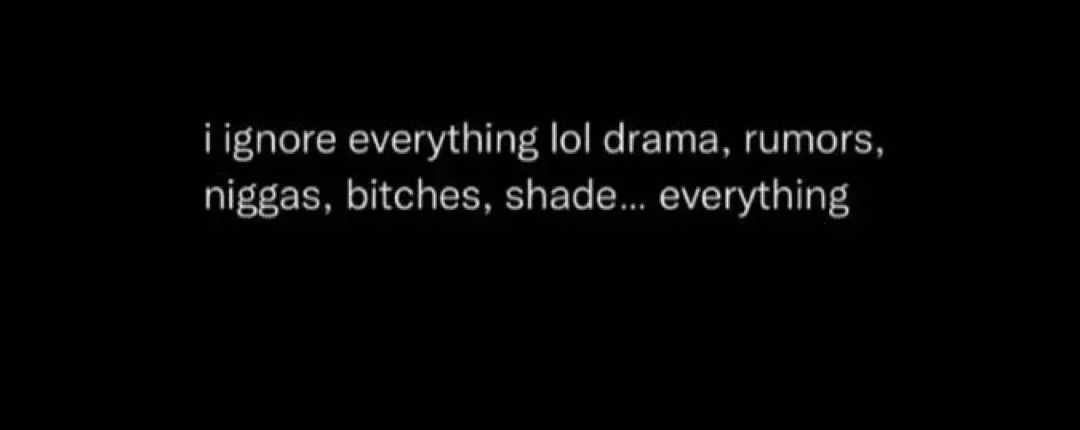 i ignore everything lol drama, rumors,
niggas, bitches, shade... everything